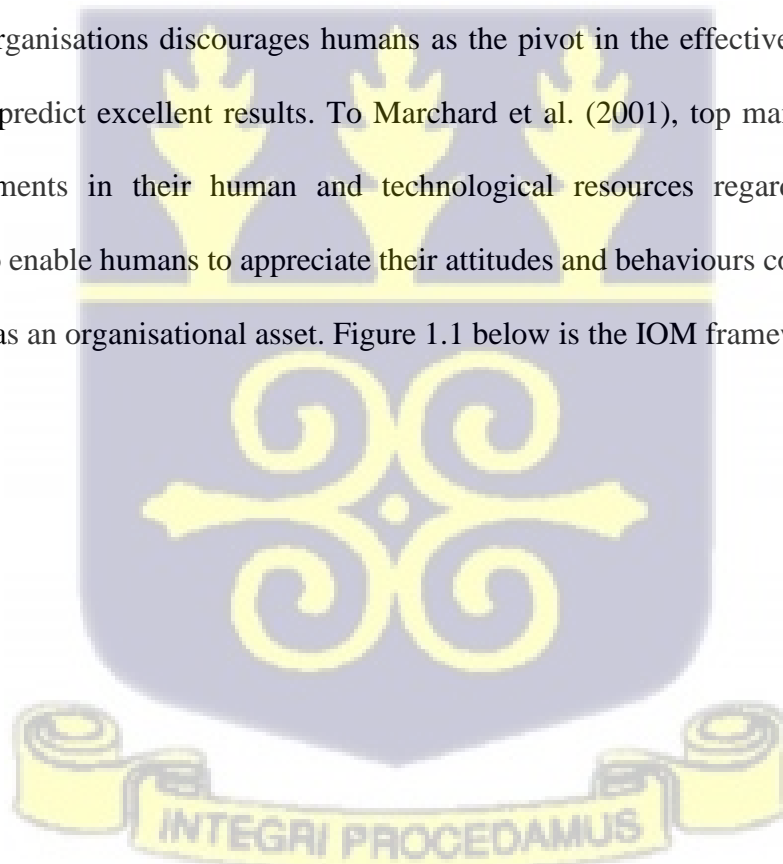 rganisations discourages humans as the pivot in the effective
predict excellent results. To Marchard et al. (2001), top ma
ments in their human and technological resources regard
enable humans to appreciate their attitudes and behaviours co
as an organisational asset. Figure 1.1 below is the IOM framew
INTEGRI PROCEDAMUS